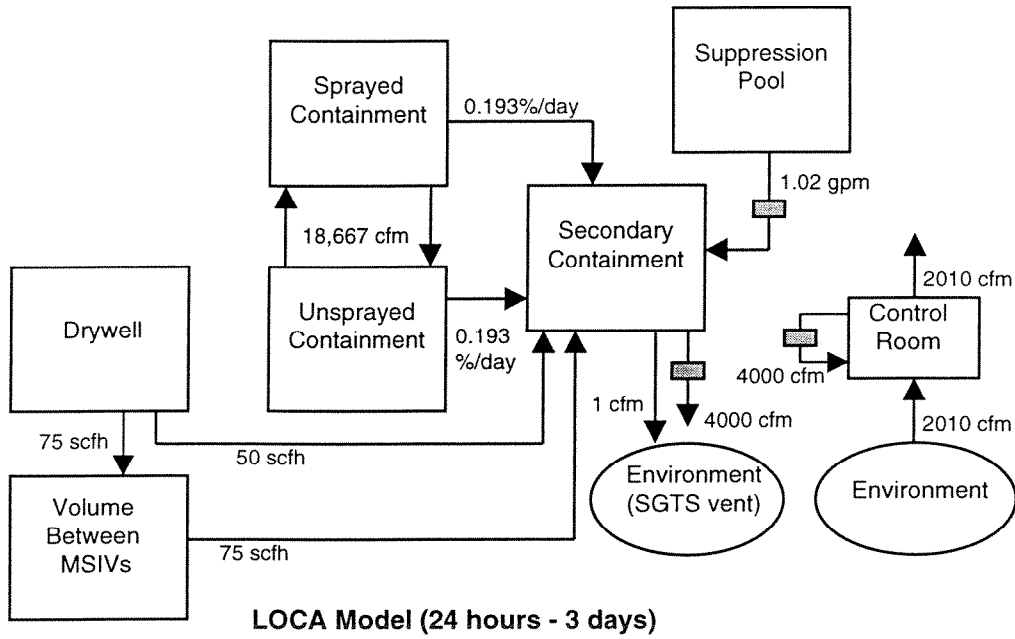 Sprayed
Containment
0.193%/day
Suppression
Pool
1.02 gpm
18,667 cfm
Secondary
Containment
Drywell
Unsprayed
Containment
0.193
%/day
2010 cfm
Control
Room
4000 cfm
2010 cfm
75 scfh
50 scfh
1 cfm
4000 cfm
Environment
(SGTS vent)
Environment
Volume
Between
MSIVs
75 scfh
LOCA Model (24 hours - 3 days)